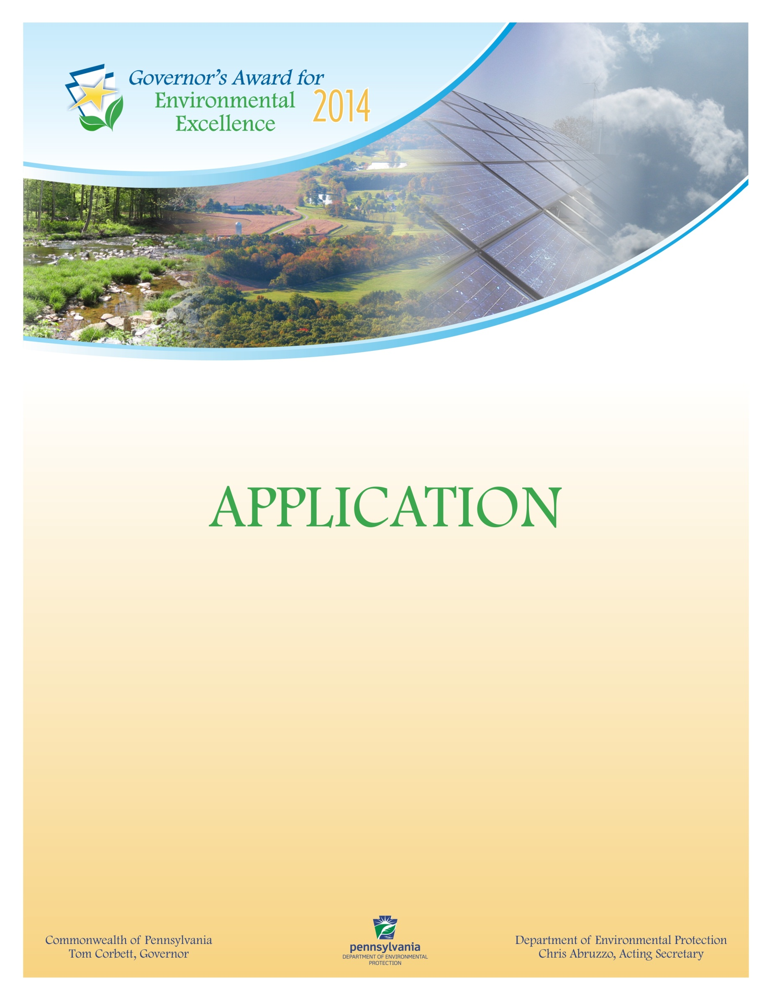 Governor's Award for
Environmental
Excellence
2014
APPLICATION
Commonwealth of Pennsylvania
Tom Corbett, Governor
pennsylvania
DEPARTMENT OF ENVIRONMENTAL
PROTECTION
Department of Environmental Protection
Chris Abruzzo, Acting Secretary